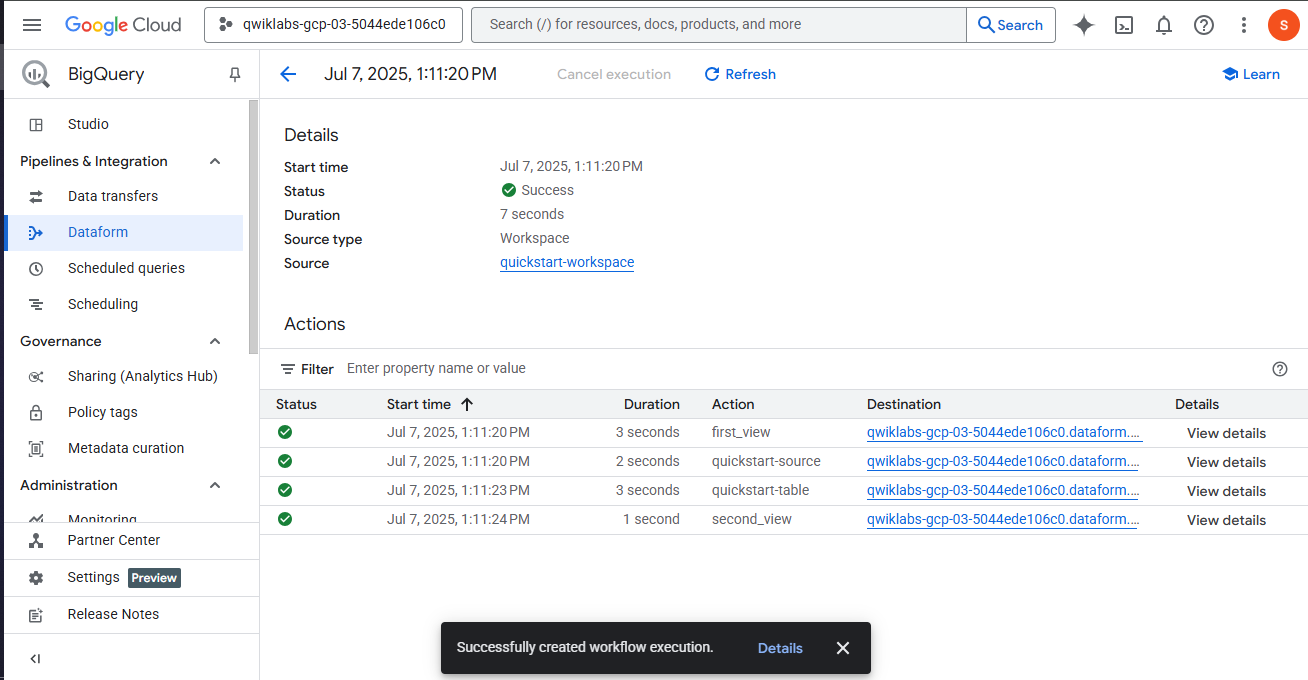 Google Cloud qwiklabs-gcp-03-5044ede106c0 Search (/) for resources, docs, products, and more Search S
BigQuery
Jul 7, 2025, 1:11:20 PM Cancel execution Refresh Learn
Studio
Pipelines & Integration
Data transfers
Dataform
Scheduled queries
Scheduling
Governance
Sharing (Analytics Hub)
Policy tags
Metadata curation
Administration
Monitoring
Partner Center
Settings Preview
Release Notes
Details
Start time Jul 7, 2025, 1:11:20 PM
Status Success
Duration 7 seconds
Source type Workspace
Source quickstart-workspace
Actions
Filter Enter property name or value
Status Start time Duration Action Destination Details
Jul 7, 2025, 1:11:20 PM 3 seconds first_view qwiklabs-gcp-03-5044ede106c0.dataform.... View details
Jul 7, 2025, 1:11:20 PM 2 seconds quickstart-source qwiklabs-gcp-03-5044ede106c0.dataform.... View details
Jul 7, 2025, 1:11:23 PM 3 seconds quickstart-table qwiklabs-gcp-03-5044ede106c0.dataform.... View details
Jul 7, 2025, 1:11:24 PM 1 second second_view qwiklabs-gcp-03-5044ede106c0.dataform.... View details
Successfully created workflow execution. Details